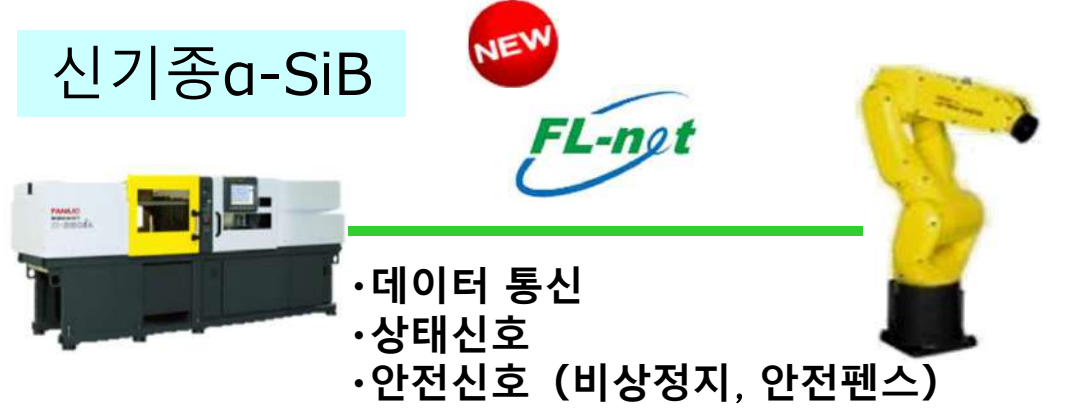 신기종α-SiB
NEW
FL-net
FANUC
・데이터 통신
・상태신호
・안전신호 (비상정지, 안전펜스)